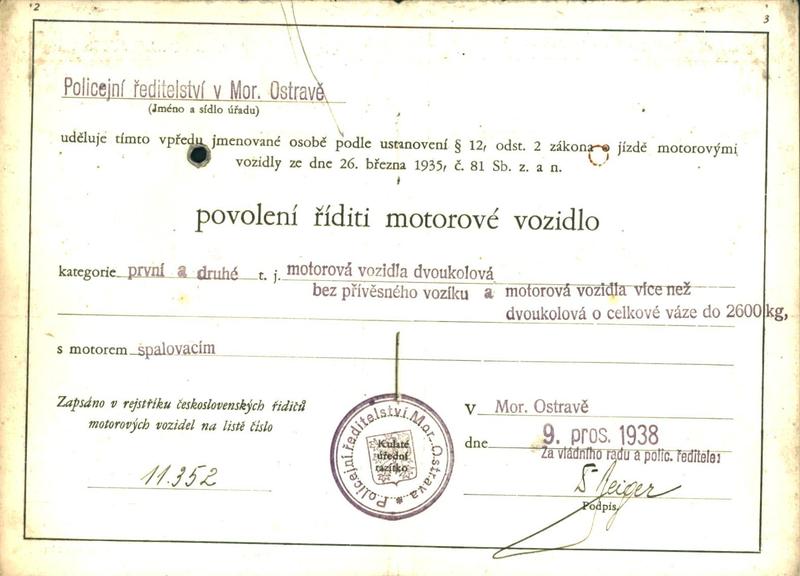 2
3
Policejní ředitelství v Mor. Ostravě
(Jméno a sídlo úřadu)
uděluje tímto vpředu jmenované osobě podle ustanovení § 12, odst. 2 zákona o jízdě motorovými
vozidly ze dne 26. března 1935, č. 81 Sb. z. a n.
povolení říditi motorové vozidlo
kategorie první a druhé t. j. motorová vozidla dvoukolová
bez přívěsného vozíku a motorová vozidla více než
dvoukolová o celkové váze do 2600 kg,
s motorem spalovacím
Zapsáno v rejstříku československých řidičů
motorových vozidel na listě číslo
11.352
Policejní ředitelství Mor. Ostrava
Kulaté
úřední
razítko
V Mor. Ostravě
dne 9. pros. 1938
Za vládního radu a polic. ředitele:
Podpis.